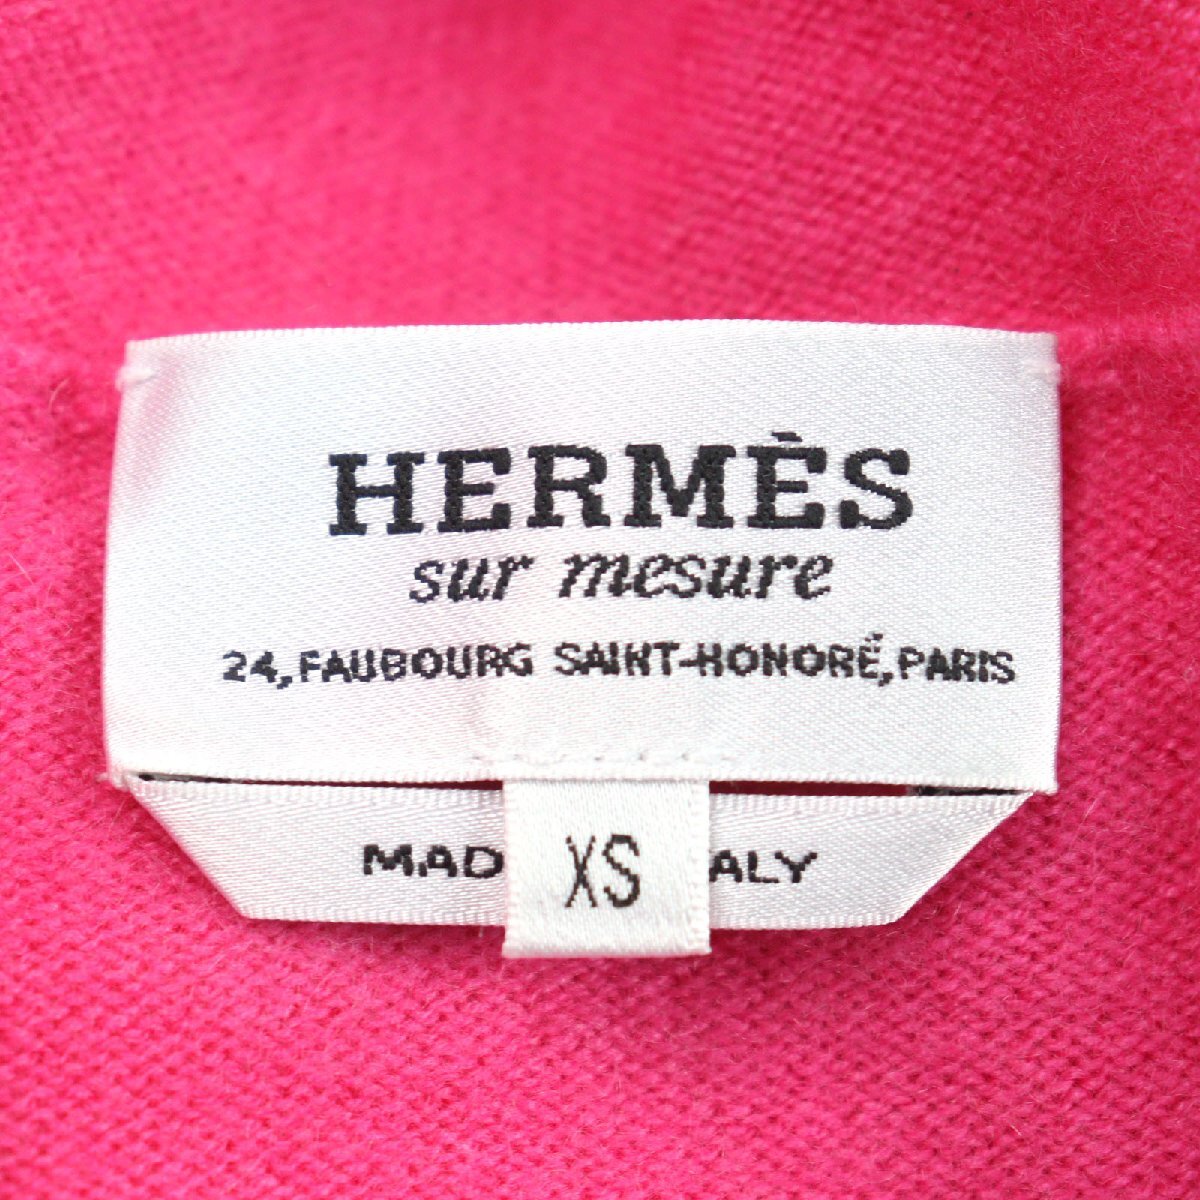 HERMÈS
sur mesure
24, FAUBOURG SAINT-HONORÉ, PARIS
MAD ALY
XS